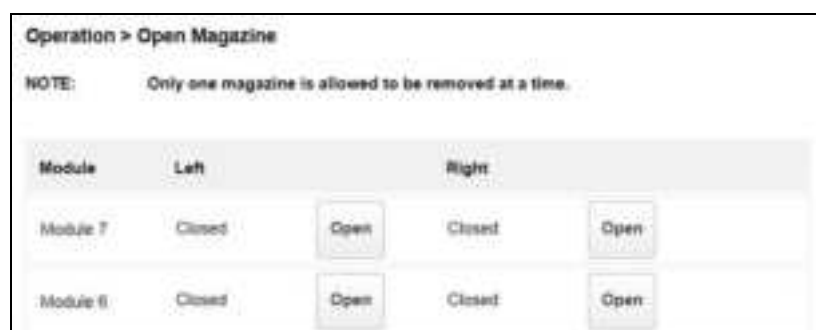 Operation > Open Magazine
NOTE: Only one magazine is allowed to be removed at a time.
Module Left Right
Module 7 Closed Open Closed Open
Module 6 Closed Open Closed Open